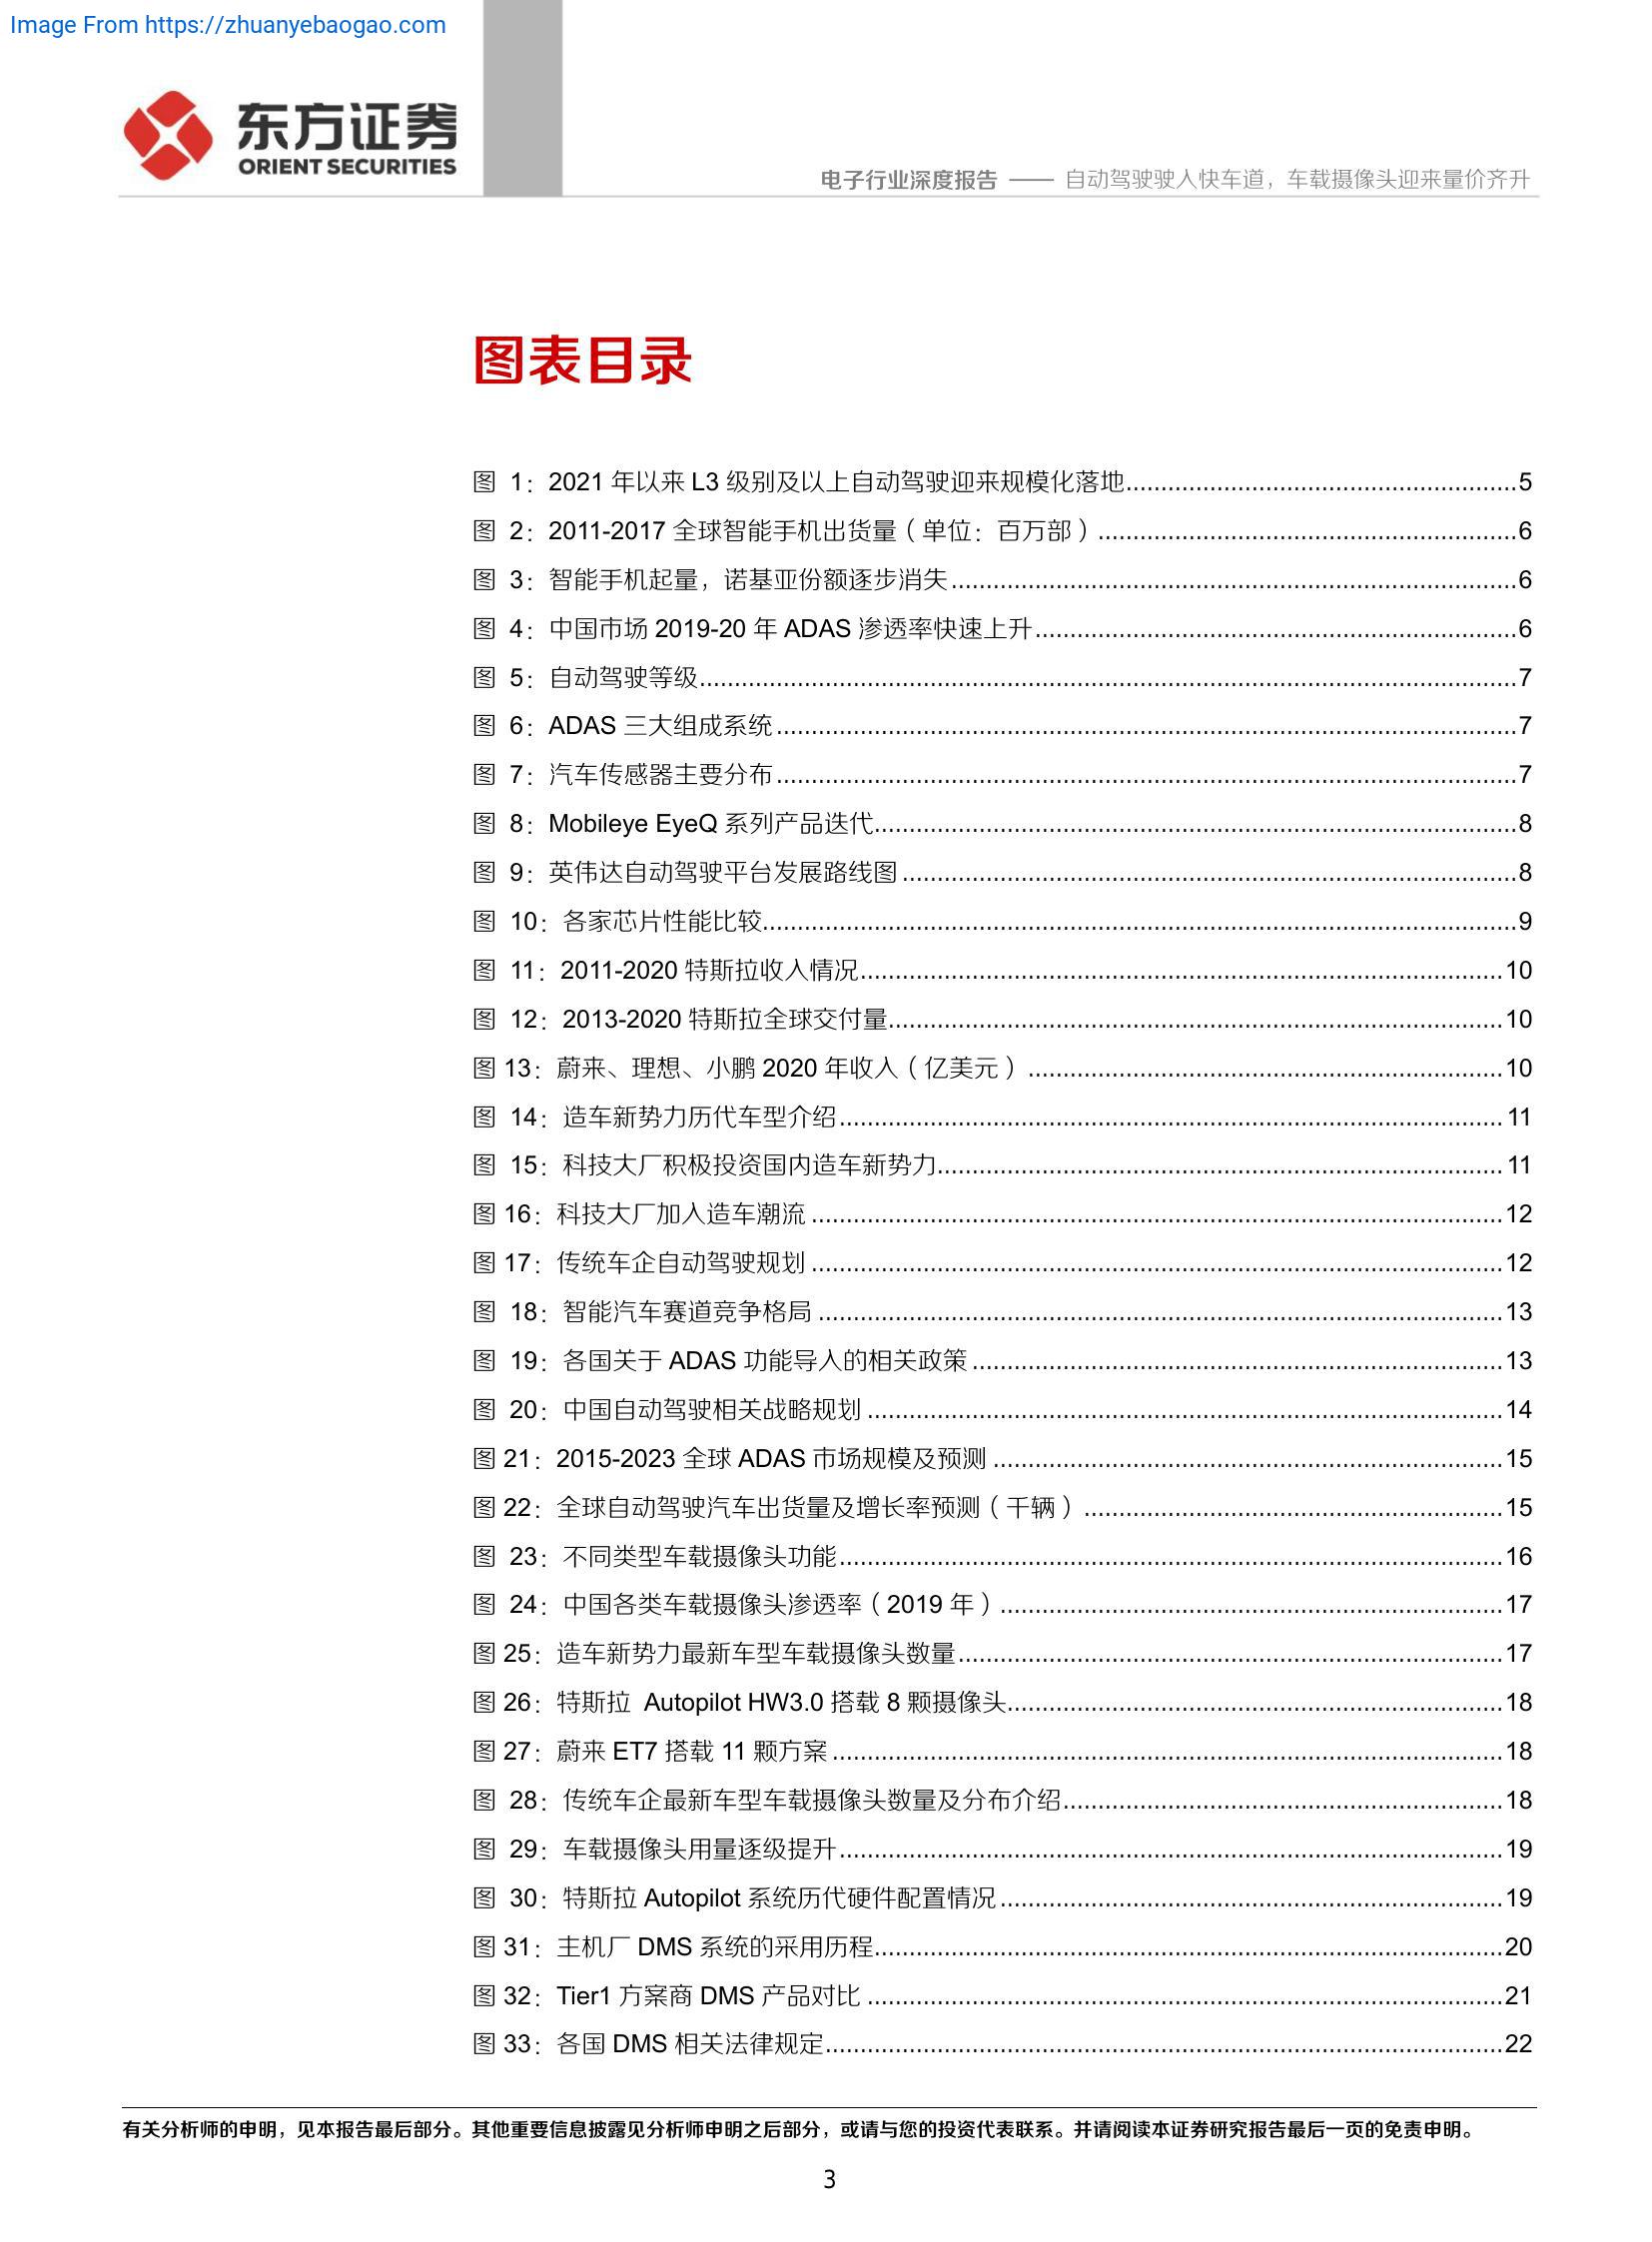 Image From https://zhuanyebaogao.com
东方证券
ORIENT SECURITIES
电子行业深度报告 —— 自动驾驶驶入快车道，车载摄像头迎来量价齐升
图表目录
图 1：2021 年以来 L3 级别及以上自动驾驶迎来规模化落地........................................................5
图 2：2011-2017 全球智能手机出货量（单位：百万部）............................................................6
图 3：智能手机起量，诺基亚份额逐步消失.................................................................................6
图 4：中国市场 2019-20 年 ADAS 渗透率快速上升.....................................................................6
图 5：自动驾驶等级.....................................................................................................................7
图 6：ADAS 三大组成系统..........................................................................................................7
图 7：汽车传感器主要分布..........................................................................................................7
图 8：Mobileye EyeQ 系列产品迭代............................................................................................8
图 9：英伟达自动驾驶平台发展路线图........................................................................................8
图 10：各家芯片性能比较............................................................................................................9
图 11：2011-2020 特斯拉收入情况............................................................................................10
图 12：2013-2020 特斯拉全球交付量........................................................................................10
图 13：蔚来、理想、小鹏 2020 年收入（亿美元）....................................................................10
图 14：造车新势力历代车型介绍...............................................................................................11
图 15：科技大厂积极投资国内造车新势力.................................................................................11
图 16：科技大厂加入造车潮流...................................................................................................12
图 17：传统车企自动驾驶规划...................................................................................................12
图 18：智能汽车赛道竞争格局..................................................................................................13
图 19：各国关于 ADAS 功能导入的相关政策............................................................................13
图 20：中国自动驾驶相关战略规划...........................................................................................14
图 21：2015-2023 全球 ADAS 市场规模及预测.........................................................................15
图 22：全球自动驾驶汽车出货量及增长率预测（千辆）............................................................15
图 23：不同类型车载摄像头功能...............................................................................................16
图 24：中国各类车载摄像头渗透率（2019 年）........................................................................17
图 25：造车新势力最新车型车载摄像头数量..............................................................................17
图 26：特斯拉 Autopilot HW3.0 搭载 8 颗摄像头.......................................................................18
图 27：蔚来 ET7 搭载 11 颗方案................................................................................................18
图 28：传统车企最新车型车载摄像头数量及分布介绍...............................................................18
图 29：车载摄像头用量逐级提升...............................................................................................19
图 30：特斯拉 Autopilot 系统历代硬件配置情况........................................................................19
图 31：主机厂 DMS 系统的采用历程..........................................................................................20
图 32：Tier1 方案商 DMS 产品对比...........................................................................................21
图 33：各国 DMS 相关法律规定.................................................................................................22
有关分析师的申明，见本报告最后部分。其他重要信息披露见分析师申明之后部分，或请与您的投资代表联系。并请阅读本证券研究报告最后一页的免责申明。
3